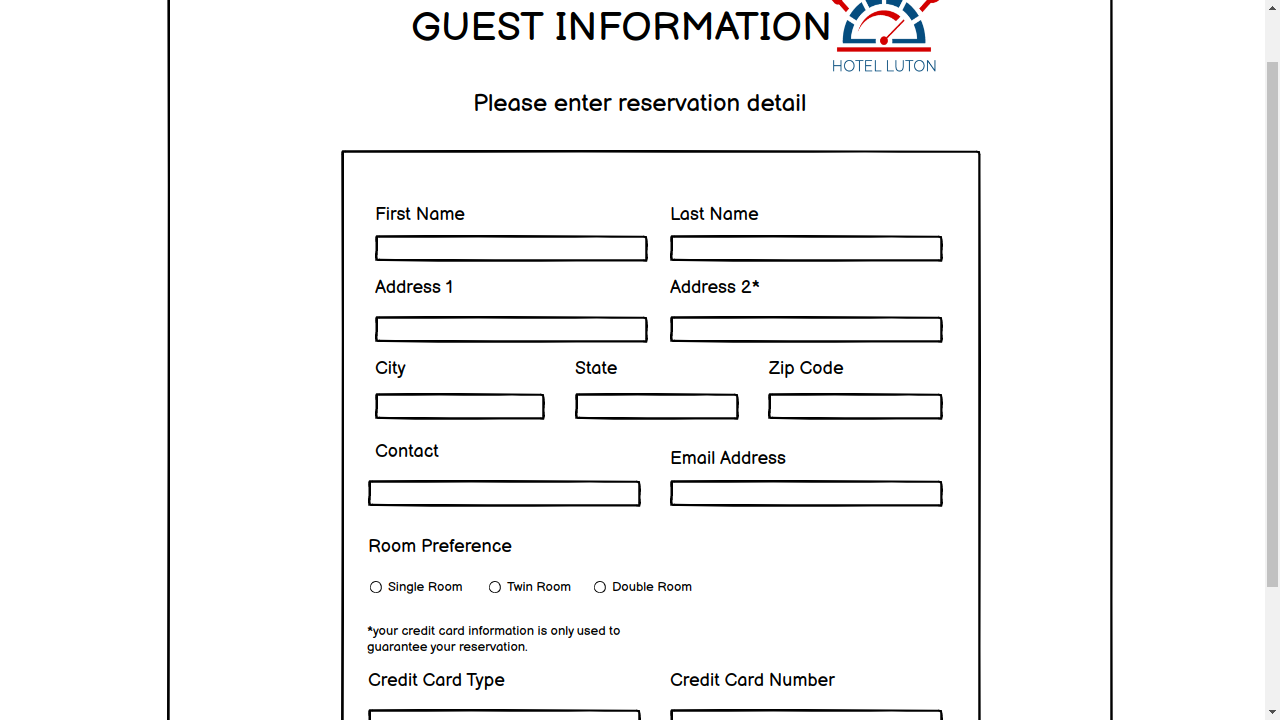 GUEST INFORMATION
HOTEL LUTON
Please enter reservation detail
First Name
Last Name
Address 1
Address 2*
City
State
Zip Code
Contact
Email Address
Room Preference
Single Room
Twin Room
Double Room
*your credit card information is only used to
guarantee your reservation.
Credit Card Type
Credit Card Number